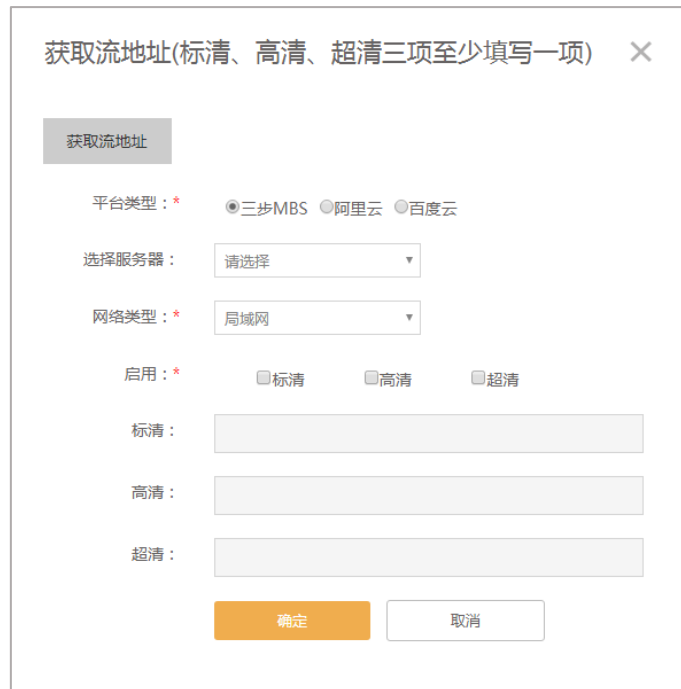 获取流地址(标清、高清、超清三项至少填写一项)
获取流地址
平台类型：* 三步MBS 阿里云 百度云
选择服务器： 请选择
网络类型：* 局域网
启用：* 标清 高清 超清
标清：
高清：
超清：
确定 取消